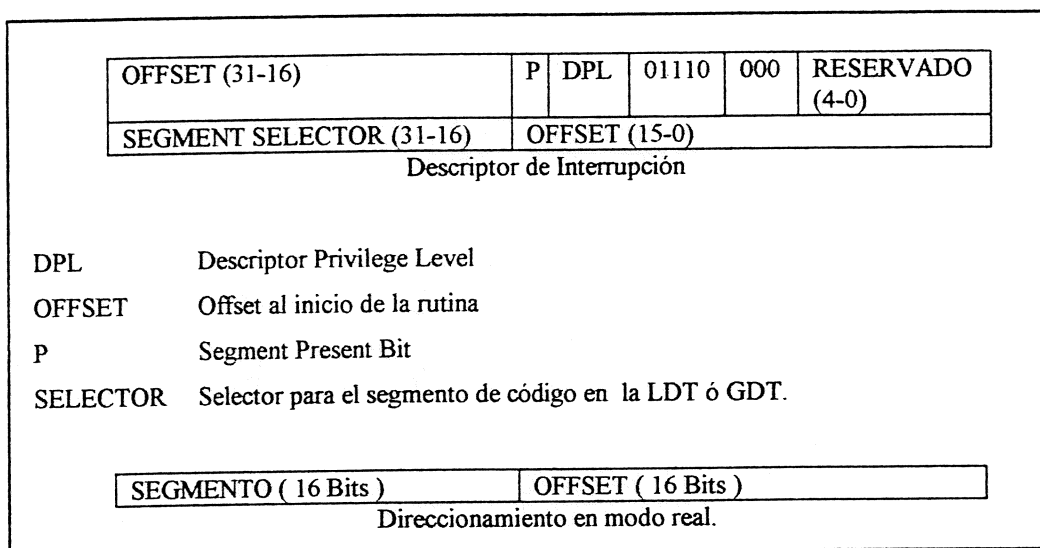 OFFSET (31-16) P DPL 01110 000 RESERVADO
(4-0)
SEGMENT SELECTOR (31-16) OFFSET (15-0)
Descriptor de Interrupción
DPL Descriptor Privilege Level
OFFSET Offset al inicio de la rutina
P Segment Present Bit
SELECTOR Selector para el segmento de código en la LDT ó GDT.
SEGMENTO ( 16 Bits ) OFFSET ( 16 Bits )
Direccionamiento en modo real.